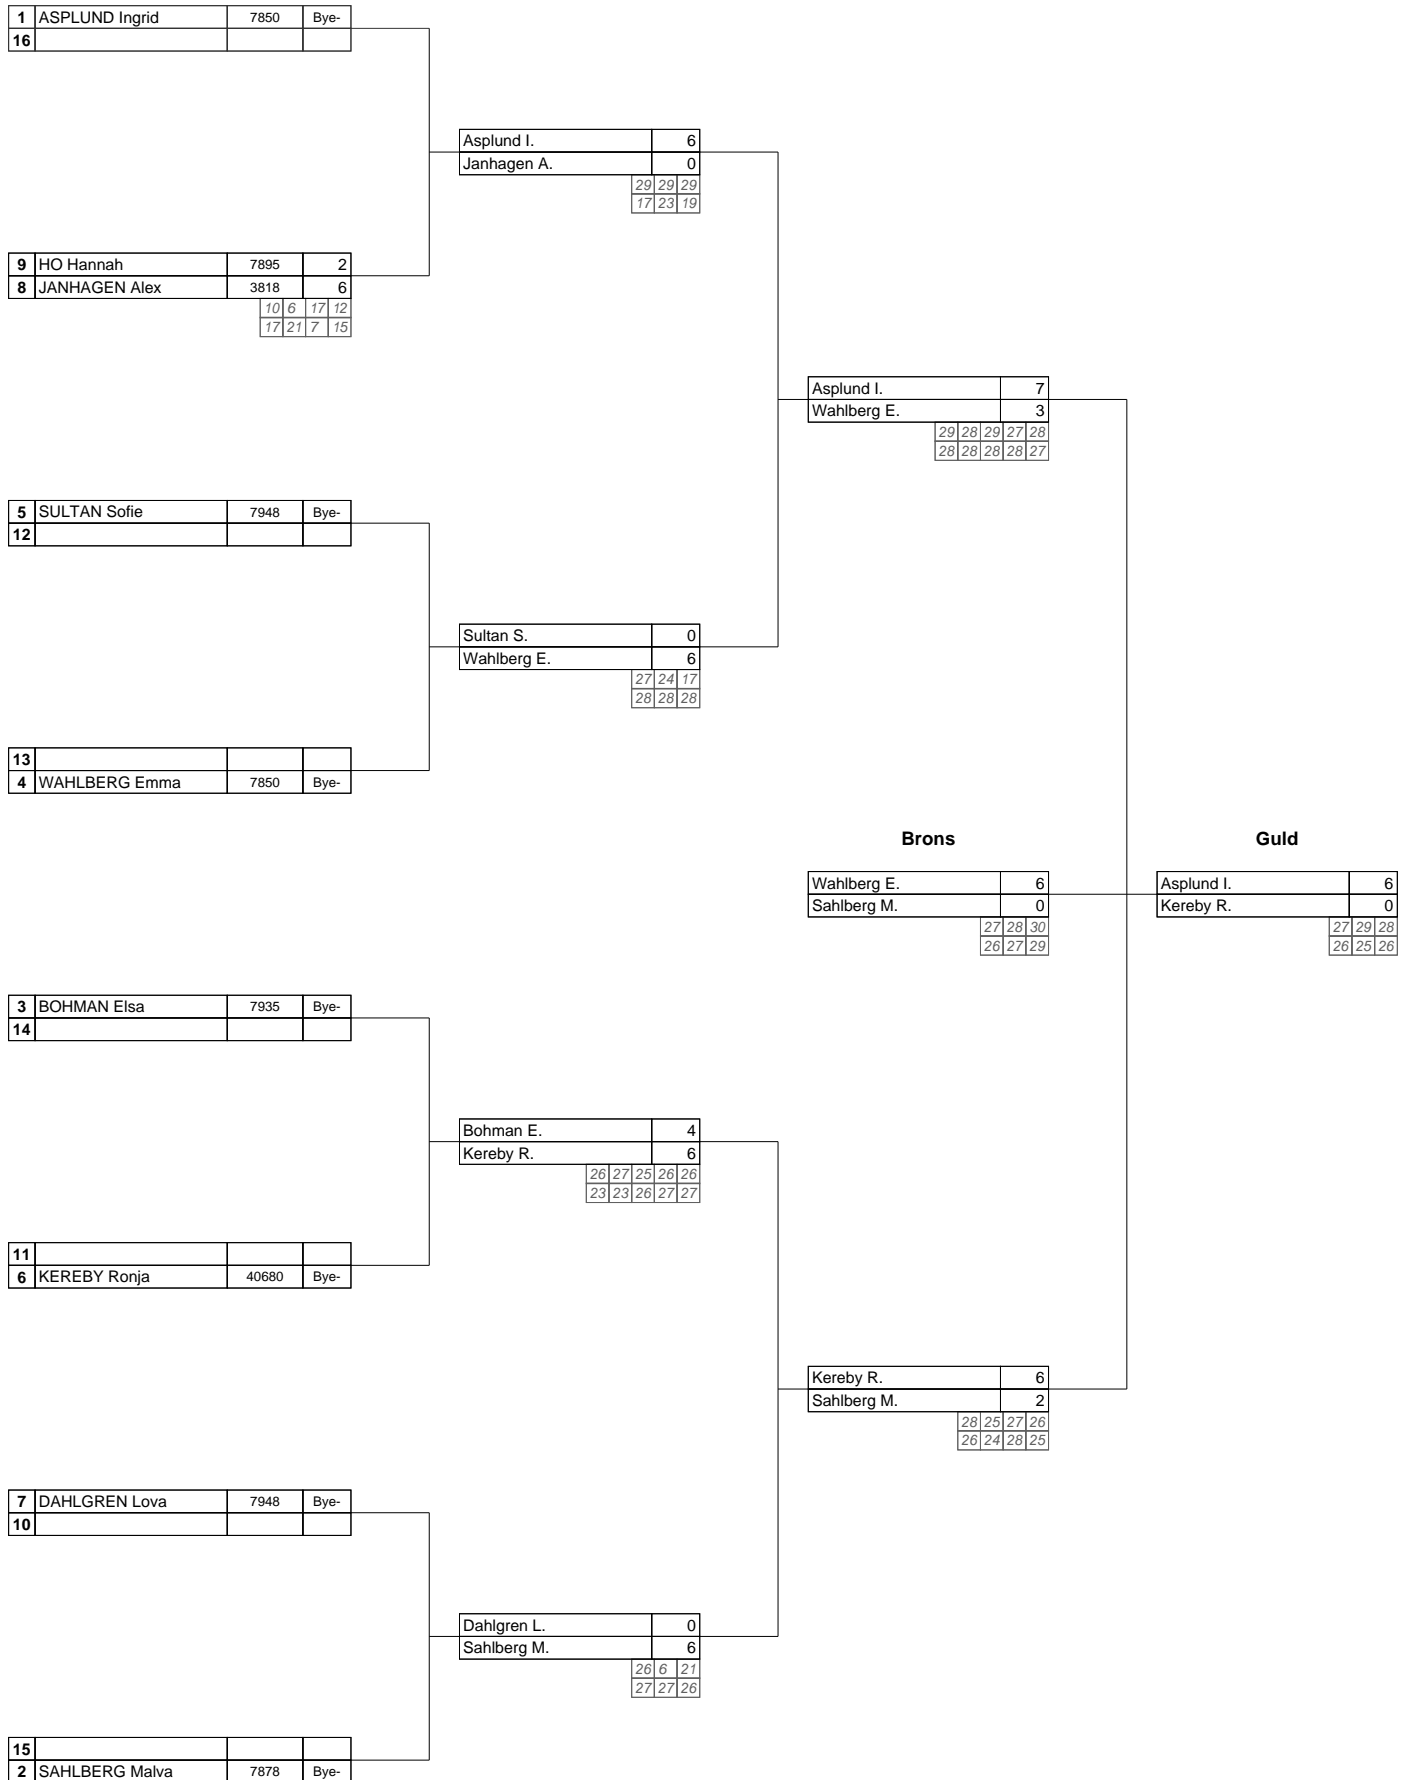 1 ASPLUND Ingrid 7850 Bye-
16
Asplund I. 6
Janhagen A. 0
29 29 29
17 23 19
9 HO Hannah 7895 2
8 JANHAGEN Alex 3818 6
10 6 17 12
17 21 7 15
Asplund I. 7
Wahlberg E. 3
29 28 29 27 28
28 28 28 28 27
5 SULTAN Sofie 7948 Bye-
12
Sultan S. 0
Wahlberg E. 6
27 24 17
28 28 28
13
4 WAHLBERG Emma 7850 Bye-
Brons Guld
Wahlberg E. 6 Asplund I. 6
Sahlberg M. 0 Kereby R. 0
27 28 30 27 29 28
26 27 29 26 25 26
3 BOHMAN Elsa 7935 Bye-
14
Bohman E. 4
Kereby R. 6
26 27 25 26 26
23 23 26 27 27
11
6 KEREBY Ronja 40680 Bye-
Kereby R. 6
Sahlberg M. 2
28 25 27 26
26 24 28 25
7 DAHLGREN Lova 7948 Bye-
10
Dahlgren L. 0
Sahlberg M. 6
26 6 21
27 27 26
15
2 SAHLBERG Malva 7878 Bye-